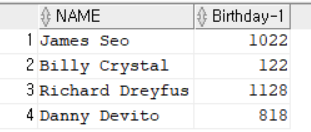 NAME Birthday-1
1 James Seo 1022
2 Billy Crystal 122
3 Richard Dreyfus 1128
4 Danny Devito 818